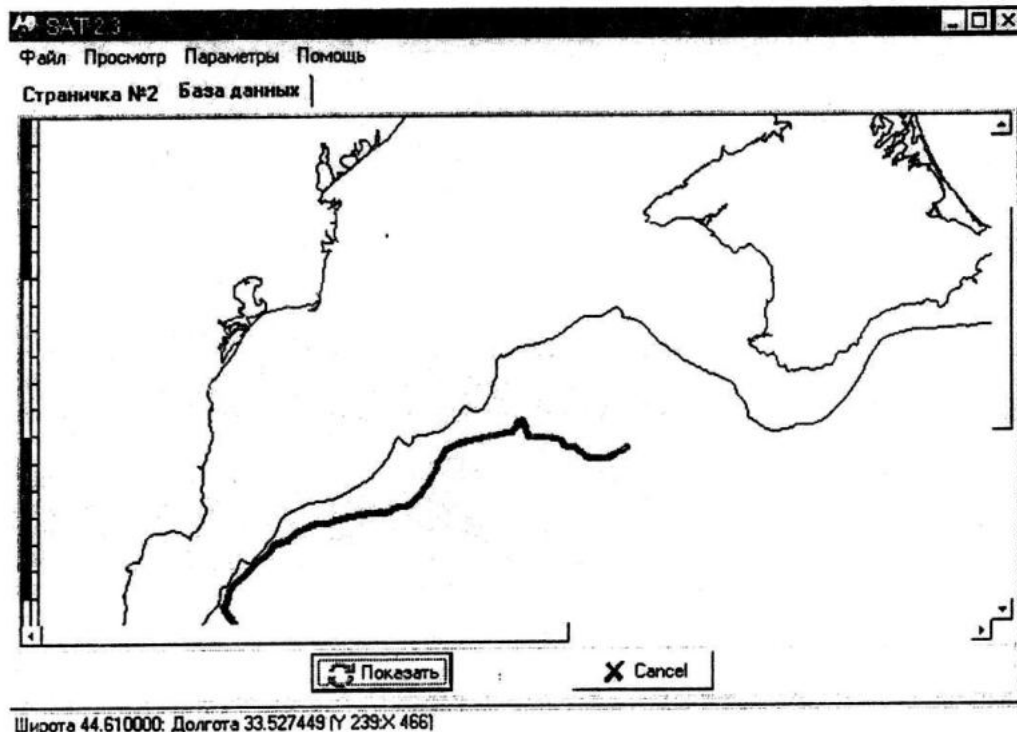 SATI 2.3
Файл Просмотр Параметры Помощь
Страничка №2 База данных
Показать Cancel
Широта 44.610000: Долгота 33.527449 [Y 239:X 466]